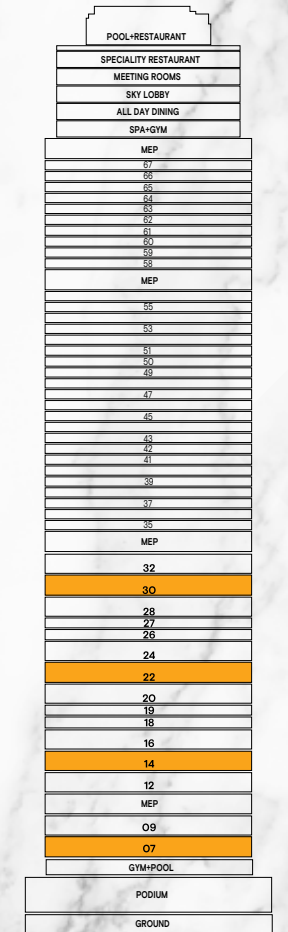 POOL+RESTAURANT
SPECIALITY RESTAURANT
MEETING ROOMS
SKY LOBBY
ALL DAY DINING
SPA+GYM
MEP
67
66
65
64
63
62
61
60
59
58
MEP
55
53
51
50
49
47
45
43
42
41
39
37
35
MEP
32
30
28
27
26
24
22
20
19
18
16
14
12
MEP
09
07
GYM+POOL
PODIUM
GROUND